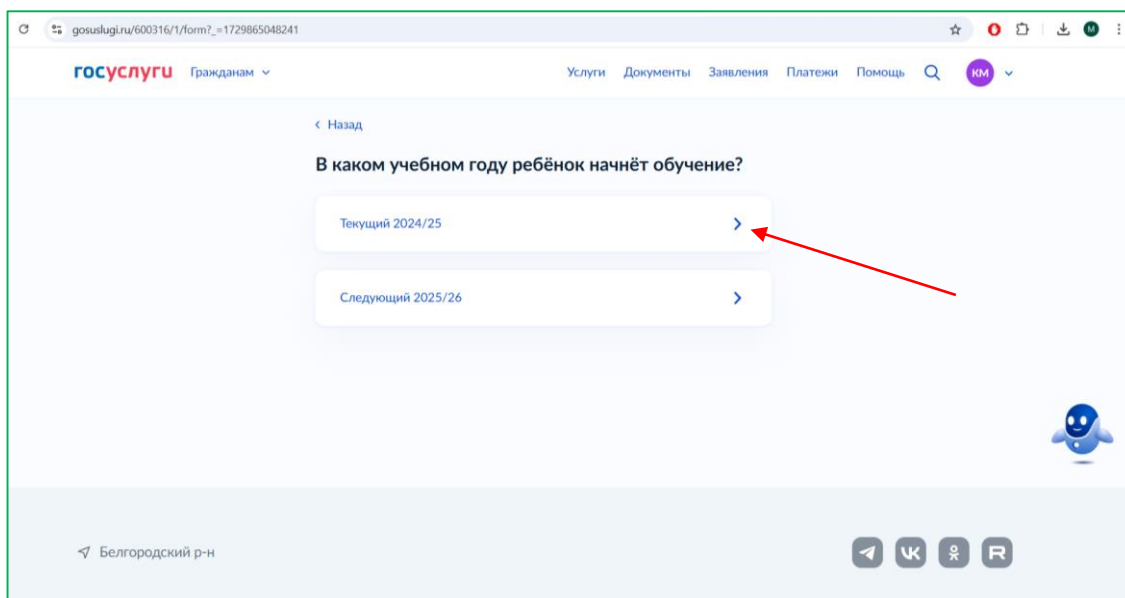 gosuslugi.ru/600316/1/form?_=1729865048241
M
госуслуги Гражданам Услуги Документы Заявления Платежи Помощь КМ
Назад
В каком учебном году ребёнок начнёт обучение?
Текущий 2024/25
Следующий 2025/26
Белгородский р-н